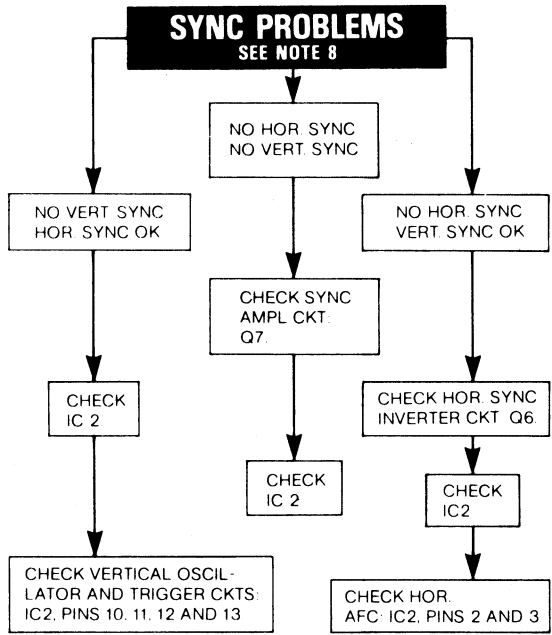 SYNC PROBLEMS
SEE NOTE 8
NO HOR. SYNC
NO VERT. SYNC
NO VERT SYNC
HOR. SYNC OK
NO HOR. SYNC
VERT. SYNC OK
CHECK SYNC
AMPL CKT:
Q7.
CHECK
IC 2
CHECK HOR. SYNC
INVERTER CKT Q6.
CHECK
IC 2
CHECK
IC2
CHECK VERTICAL OSCIL-
LATOR AND TRIGGER CKTS:
IC2, PINS 10, 11, 12 AND 13
CHECK HOR.
AFC: IC2, PINS 2 AND 3